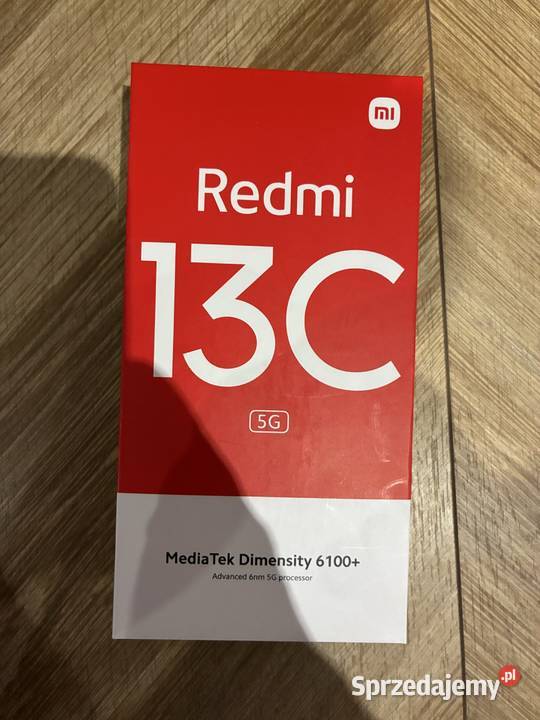 mi
Redmi
13C
5G
MediaTek Dimensity 6100+
Advanced 6nm 5G processor
Sprzedajemy.pl